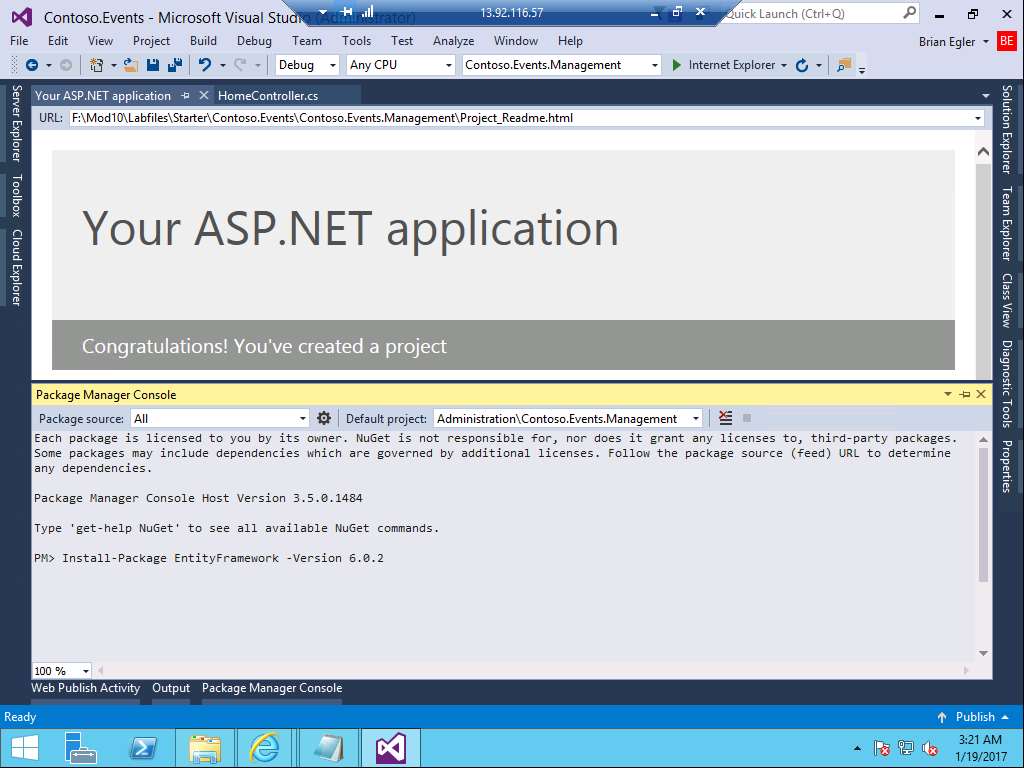 Contoso.Events - Microsoft Visual Studio (Administrator)
13.92.116.57
Quick Launch (Ctrl+Q)
File Edit View Project Build Debug Team Tools Test Analyze Window Help
Brian Egler
BE
Debug
Any CPU
Contoso.Events.Management
Internet Explorer
Server Explorer
Toolbox
Cloud Explorer
Your ASP.NET application
HomeController.cs
URL: F:\Mod10\Labfiles\Starter\Contoso.Events\Contoso.Events.Management\Project_Readme.html
Your ASP.NET application
Congratulations! You've created a project
Solution Explorer
Team Explorer
Class View
Diagnostic Tools
Properties
Package Manager Console
Package source: All
Default project: Administration\Contoso.Events.Management
Each package is licensed to you by its owner. NuGet is not responsible for, nor does it grant any licenses to, third-party packages.
Some packages may include dependencies which are governed by additional licenses. Follow the package source (feed) URL to determine
any dependencies.
Package Manager Console Host Version 3.5.0.1484
Type 'get-help NuGet' to see all available NuGet commands.
PM> Install-Package EntityFramework -Version 6.0.2
100 %
Web Publish Activity Output Package Manager Console
Ready
Publish
3:21 AM
1/19/2017